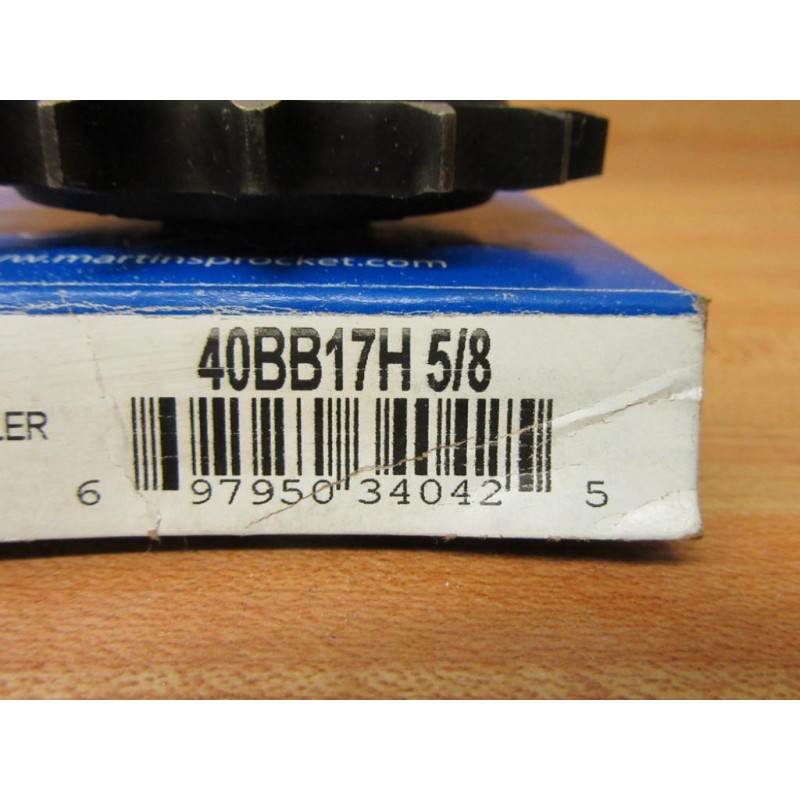 www.martinsprocket.com
40BB17H 5/8
LER
6 97950 34042 5